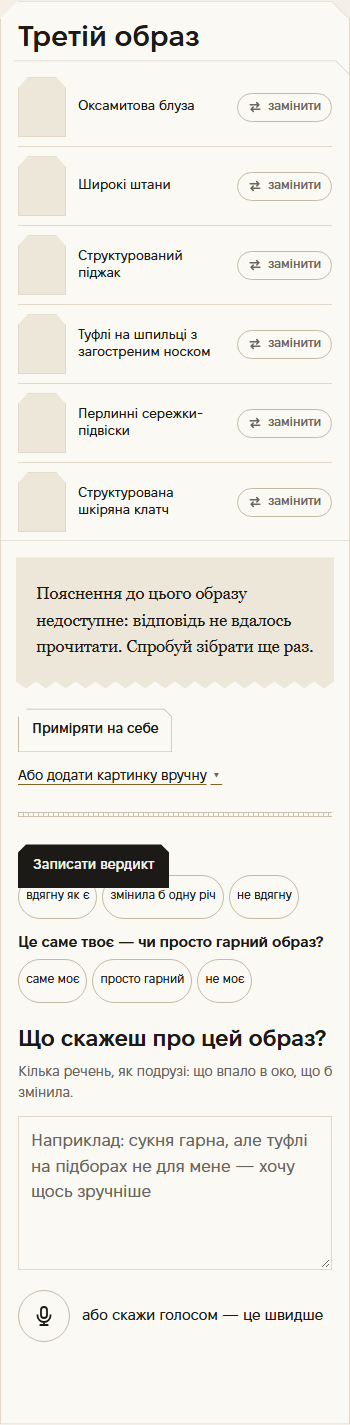 Третій образ
Оксамитова блуза
замінити
Широкі штани
замінити
Структурований
піджак
замінити
Туфлі на шпильці з
загостреним носком
замінити
Перлинні сережки-
підвіски
замінити
Структурована
шкіряна клатч
замінити
Пояснення до цього образу
недоступне: відповідь не вдалось
прочитати. Спробуй зібрати ще раз.
Приміряти на себе
Або додати картинку вручну
Записати вердикт
вдягну як є
змінила б одну річ
не вдягну
Це саме твоє — чи просто гарний образ?
саме моє
просто гарний
не моє
Що скажеш про цей образ?
Кілька речень, як подрузі: що впало в око, що б
змінила.
Наприклад: сукня гарна, але туфлі
на підборах не для мене — хочу
щось зручніше
або скажи голосом — це швидше